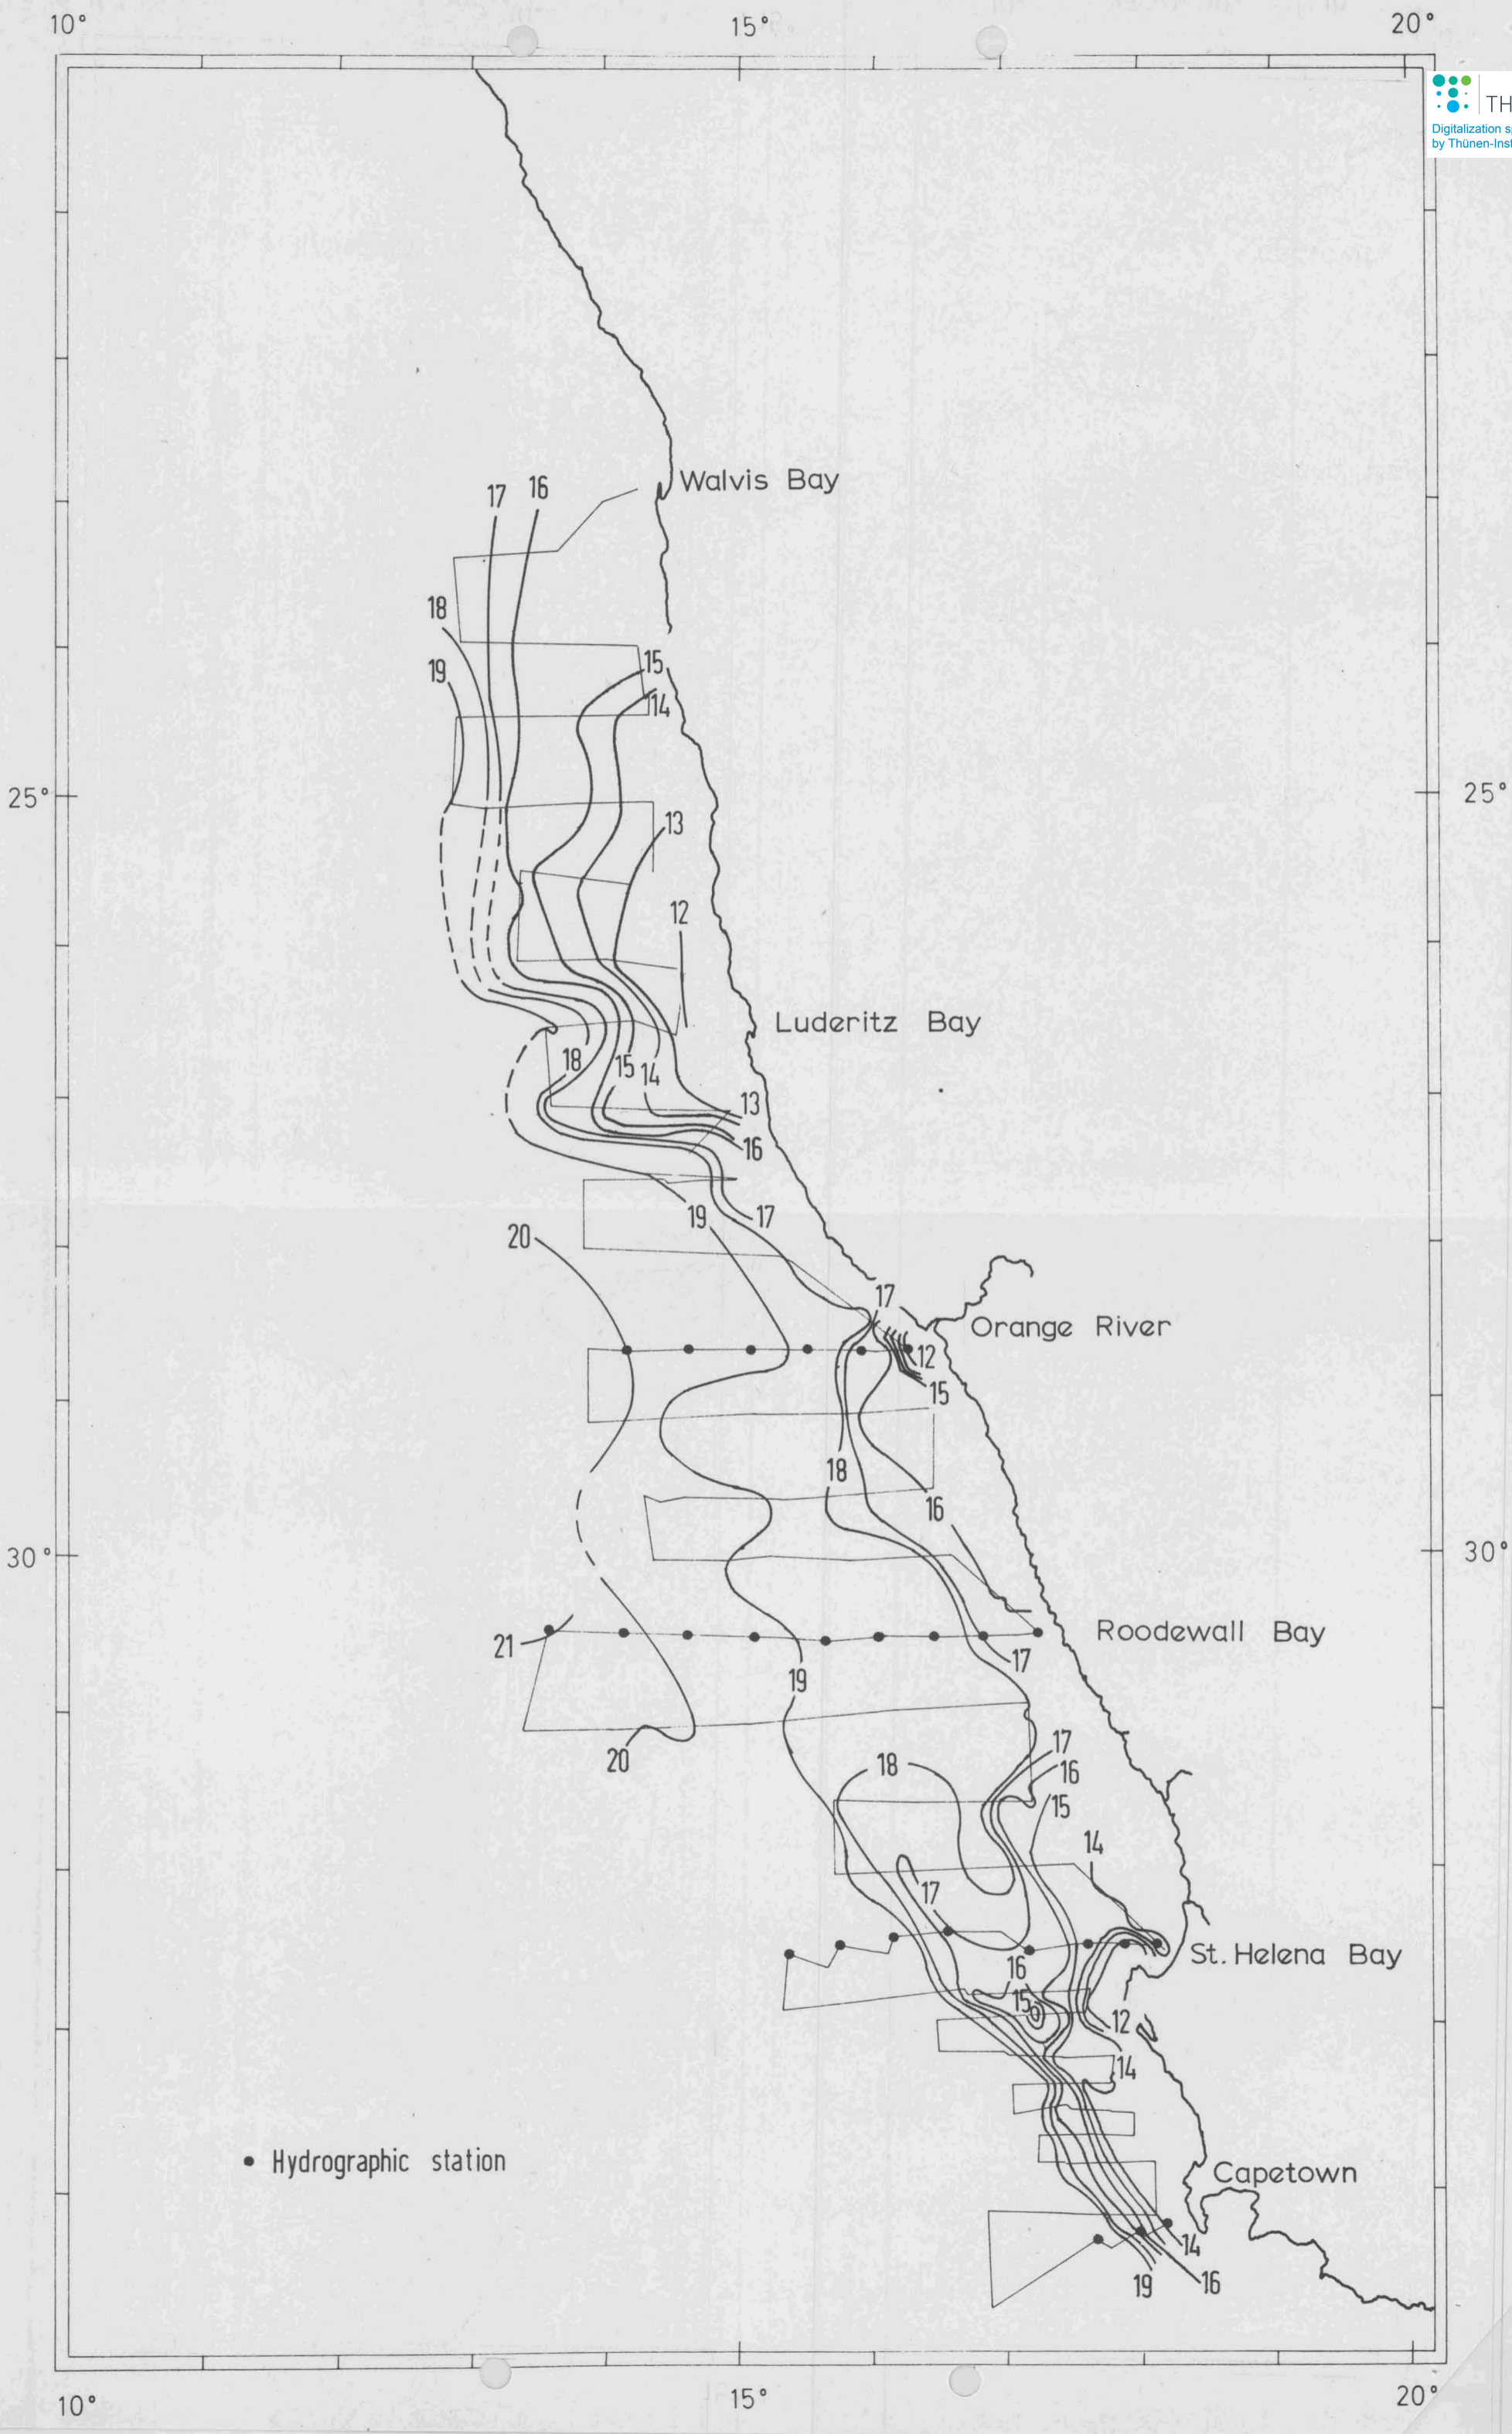 10° 15° 20°
TH
Digitalization s
by Thünen-Inst
Walvis Bay
17 16
18
19
15
14
25° 25°
13
12
Luderitz Bay
18 15 14
13
16
19 17
20
17
Orange River
12
15
18
16
30° 30°
21
Roodewall Bay
17
19
20
17
18 16
15
14
17
St. Helena Bay
16
15
12
14
• Hydrographic station
Capetown
14
19 16
10° 15° 20°